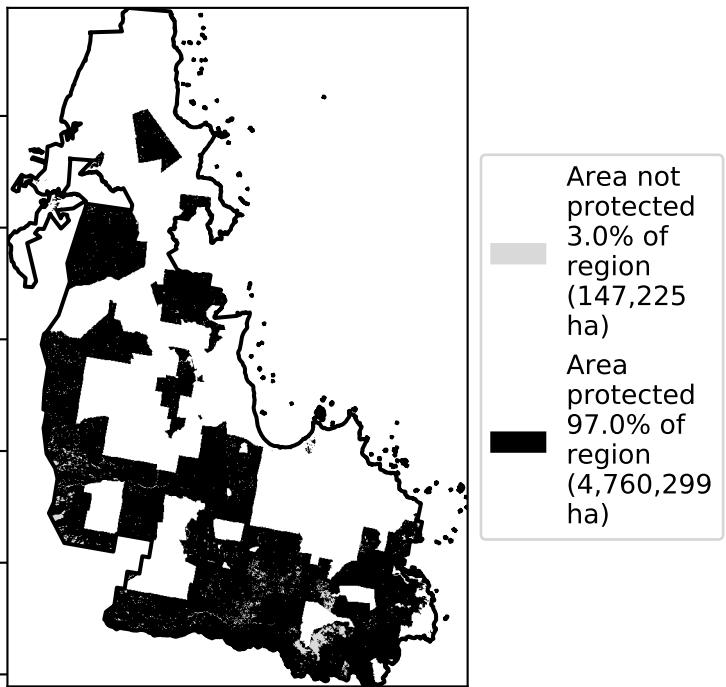 Area not
protected
3.0% of
region
(147,225
ha)
Area
protected
97.0% of
region
(4,760,299
ha)